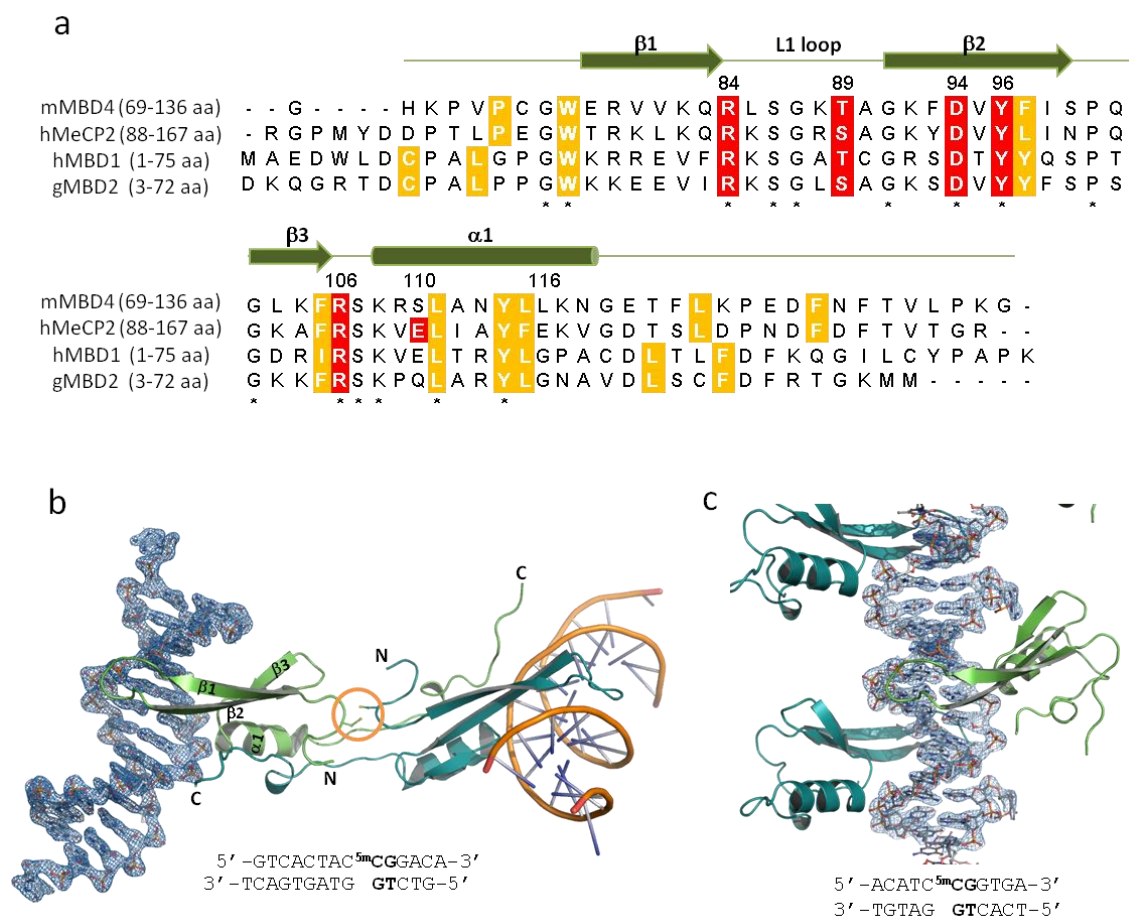 a
β1 L1 loop β2
84 89 94 96
mMBD4 (69-136 aa) - - G - - - H K P V P C G W E R V V K Q R L S G K T A G K F D V Y F I S P Q
hMeCP2 (88-167 aa) - R G P M Y D D P T L P E G W T R K L K Q R K S G R S A G K Y D V Y L I N P Q
hMBD1 (1-75 aa) M A E D W L D C P A L G P G W K R R E V F R K S G A T C G R S D T Y Y Q S P T
gMBD2 (3-72 aa) D K Q G R T D C P A L P P G W K K E E V I R K S G L S A G K S D V Y Y F S P S
* * * * * * * * *
β3 α1
106 110 116
mMBD4 (69-136 aa) G L K F R S K R S L A N Y L L K N G E T F L K P E D F N F T V L P K G -
hMeCP2 (88-167 aa) G K A F R S K V E L I A Y F E K V G D T S L D P N D F D F T V T G R - -
hMBD1 (1-75 aa) G D R I R S K V E L T R Y L G P A C D L T L F D F K Q G I L C Y P A P K
gMBD2 (3-72 aa) G K K F R S K P Q L A R Y L G N A V D L S C F D F R T G K M M - - - - -
* * * * * *
b
C
N
β3
β1
β2
α1
N
C
5′-GTCACTAC5mCGGACA-3′
3′-TCAGTGATG GTCTG-5′
c
5′-ACATC5mCGGTGA-3′
3′-TGTAG GTCACT-5′